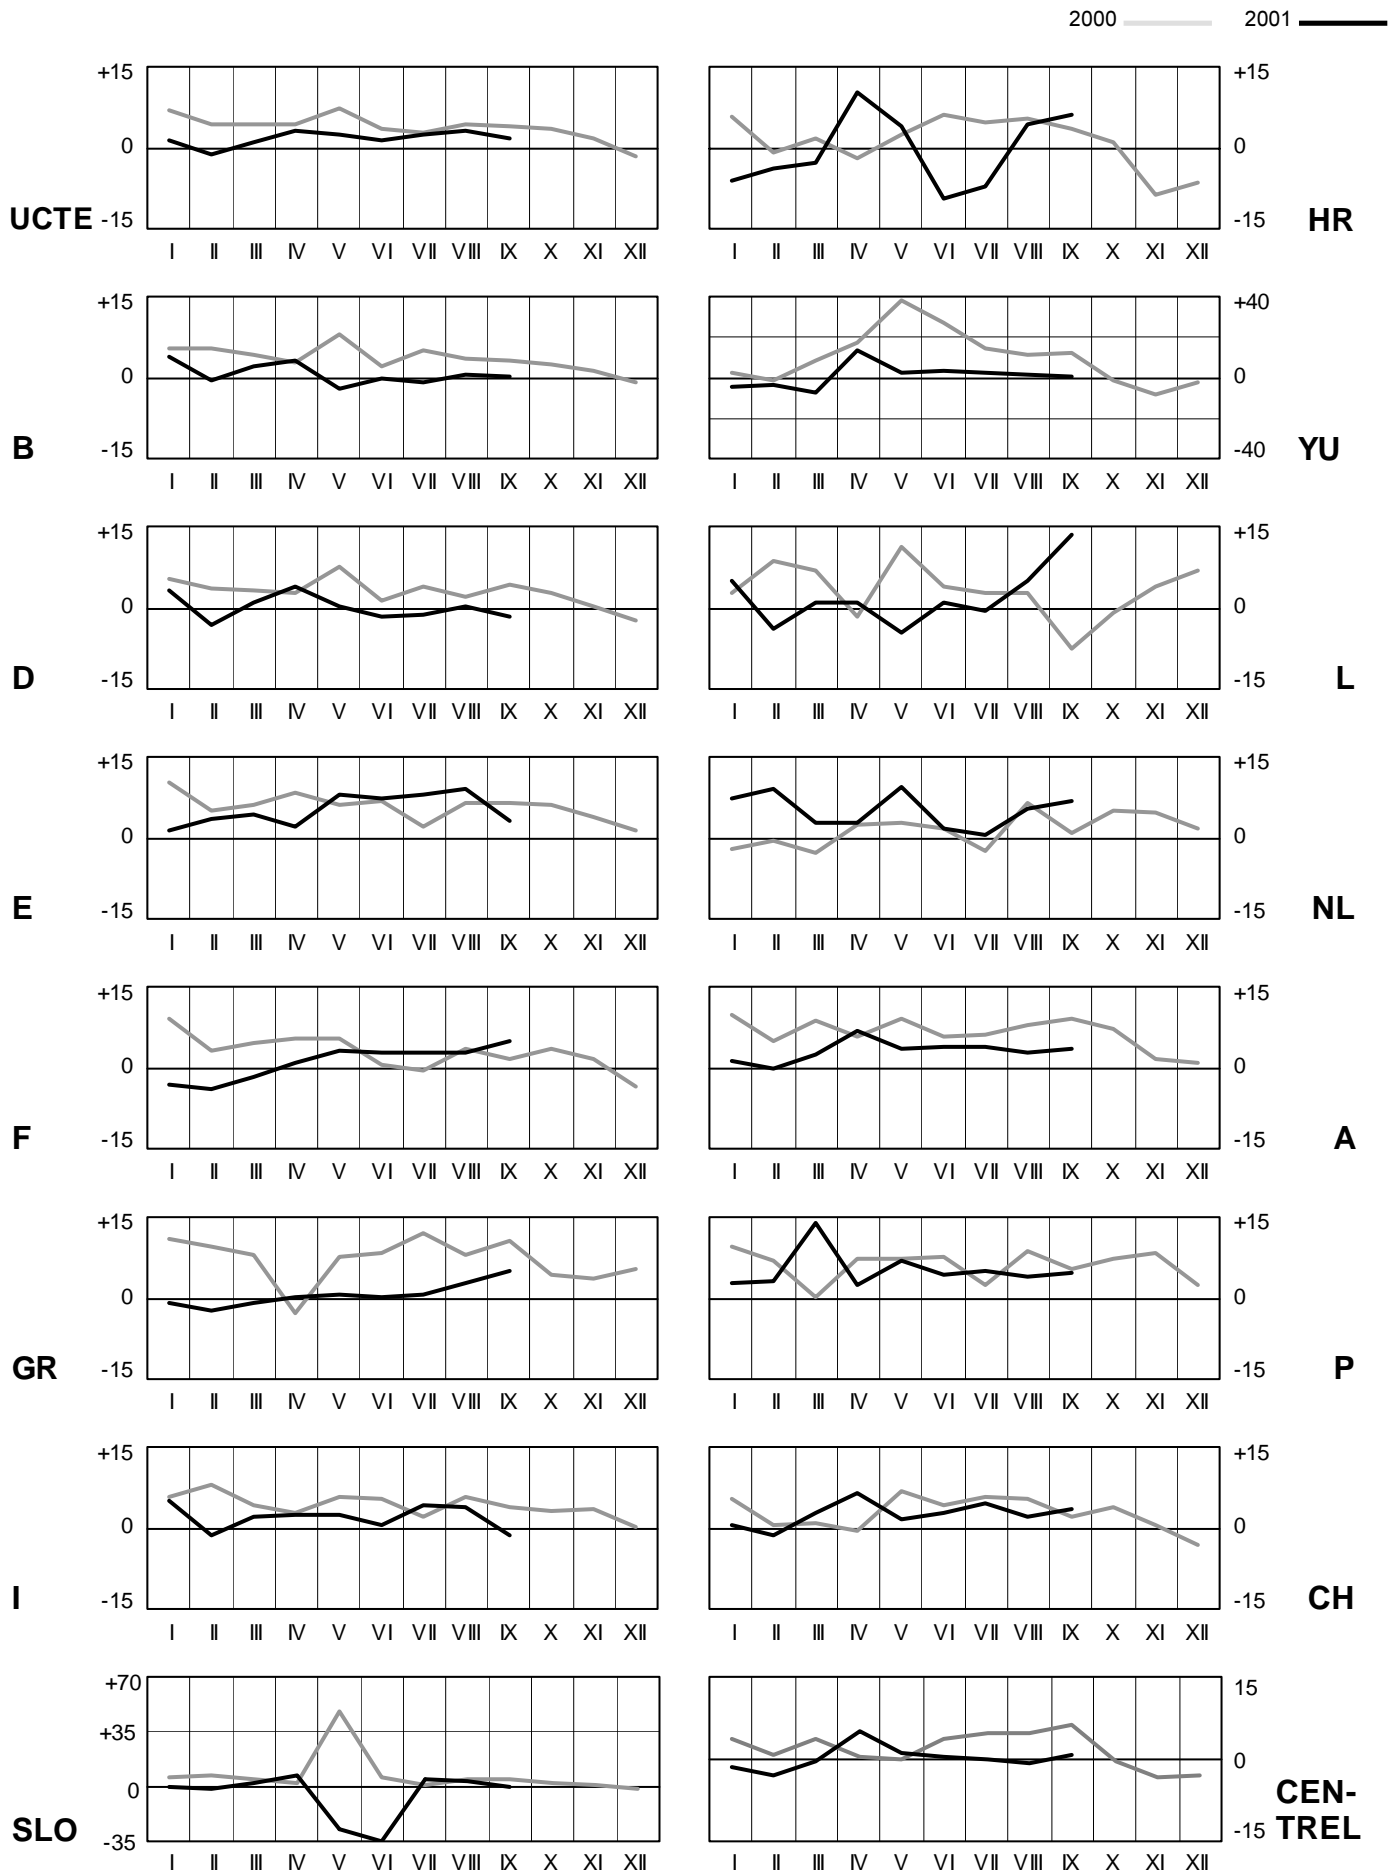 2000 2001
+15 +15
0 0
UCTE -15 -15 HR
I II III IV V VI VII VIII IX X XI XII I II III IV V VI VII VIII IX X XI XII
+15 +40
0 0
B -15 -40 YU
I II III IV V VI VII VIII IX X XI XII I II III IV V VI VII VIII IX X XI XII
+15 +15
0 0
D -15 -15 L
I II III IV V VI VII VIII IX X XI XII I II III IV V VI VII VIII IX X XI XII
+15 +15
0 0
E -15 -15 NL
I II III IV V VI VII VIII IX X XI XII I II III IV V VI VII VIII IX X XI XII
+15 +15
0 0
F -15 -15 A
I II III IV V VI VII VIII IX X XI XII I II III IV V VI VII VIII IX X XI XII
+15 +15
0 0
GR -15 -15 P
I II III IV V VI VII VIII IX X XI XII I II III IV V VI VII VIII IX X XI XII
+15 +15
0 0
I -15 -15 CH
I II III IV V VI VII VIII IX X XI XII I II III IV V VI VII VIII IX X XI XII
+70 15
+35
0 0
CEN-
SLO -35 -15 TREL
I II III IV V VI VII VIII IX X XI XII I II III IV V VI VII VIII IX X XI XII